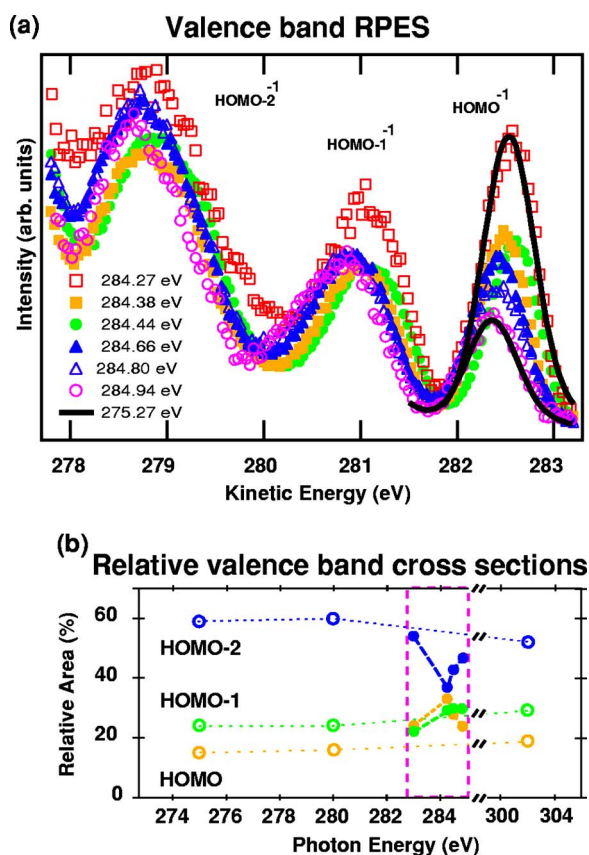 (a)
Valence band RPES
HOMO-2-1
HOMO-1-1
HOMO-1
Intensity (arb. units)
284.27 eV
284.38 eV
284.44 eV
284.66 eV
284.80 eV
284.94 eV
275.27 eV
278 279 280 281 282 283
Kinetic Energy (eV)
(b)
Relative valence band cross sections
Relative Area (%)
60
40
20
0
HOMO-2
HOMO-1
HOMO
274 276 278 280 282 284 300 304
Photon Energy (eV)